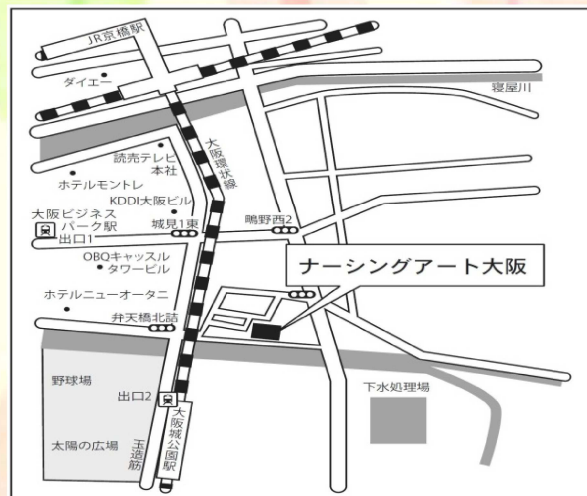 JR京橋駅
ダイエー
寝屋川
読売テレビ
本社
大阪環状線
ホテルモントレ
KDDI大阪ビル
大阪ビジネス
パーク駅
出口1
城見1東
鴫野西2
OBQキャッスル
タワービル
ナーシングアート大阪
ホテルニューオータニ
弁天橋北詰
野球場
出口2
下水処理場
大阪城公園駅
太陽の広場
玉造筋